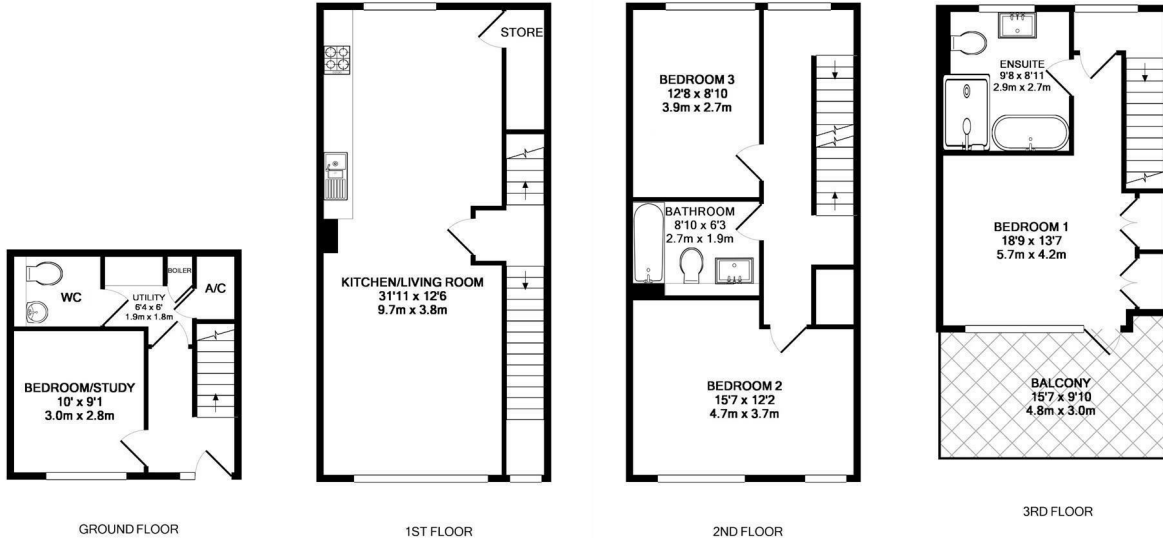 WC
UTILITY
6'4 x 6'
1.9m x 1.8m
BOILER
A/C
BEDROOM/STUDY
10' x 9'1
3.0m x 2.8m
GROUND FLOOR
STORE
KITCHEN/LIVING ROOM
31'11 x 12'6
9.7m x 3.8m
1ST FLOOR
BEDROOM 3
12'8 x 8'10
3.9m x 2.7m
BATHROOM
8'10 x 6'3
2.7m x 1.9m
BEDROOM 2
15'7 x 12'2
4.7m x 3.7m
2ND FLOOR
ENSUITE
9'8 x 8'11
2.9m x 2.7m
BEDROOM 1
18'9 x 13'7
5.7m x 4.2m
BALCONY
15'7 x 9'10
4.8m x 3.0m
3RD FLOOR